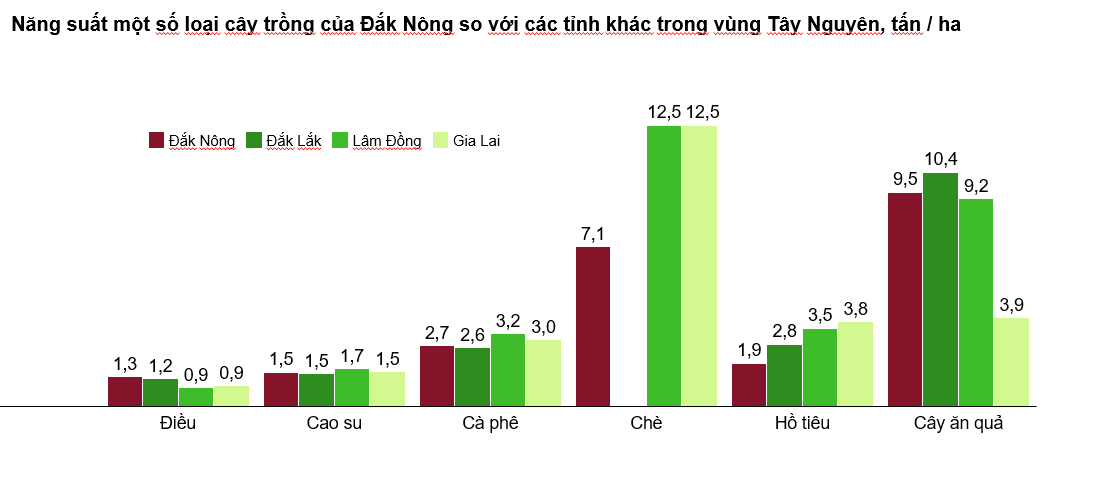 Năng suất một số loại cây trồng của Đắk Nông so với các tỉnh khác trong vùng Tây Nguyên, tấn / ha
Đắk Nông Đắk Lắk Lâm Đồng Gia Lai
1,3 1,2 0,9 0,9
1,5 1,5 1,7 1,5
2,7 2,6 3,2 3,0
7,1 12,5 12,5
1,9 2,8 3,5 3,8
9,5 10,4 9,2 3,9
Điều Cao su Cà phê Chè Hồ tiêu Cây ăn quả